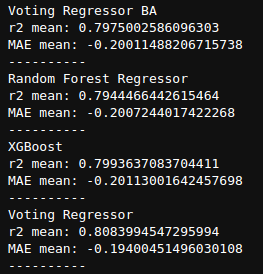 Voting Regressor BA
r2 mean: 0.7975002586096303
MAE mean: -0.20011488206715738
----------
Random Forest Regressor
r2 mean: 0.7944466442615464
MAE mean: -0.2007244017422268
----------
XGBoost
r2 mean: 0.7993637083704411
MAE mean: -0.20113001642457698
----------
Voting Regressor
r2 mean: 0.8083994547295994
MAE mean: -0.19400451496030108
----------